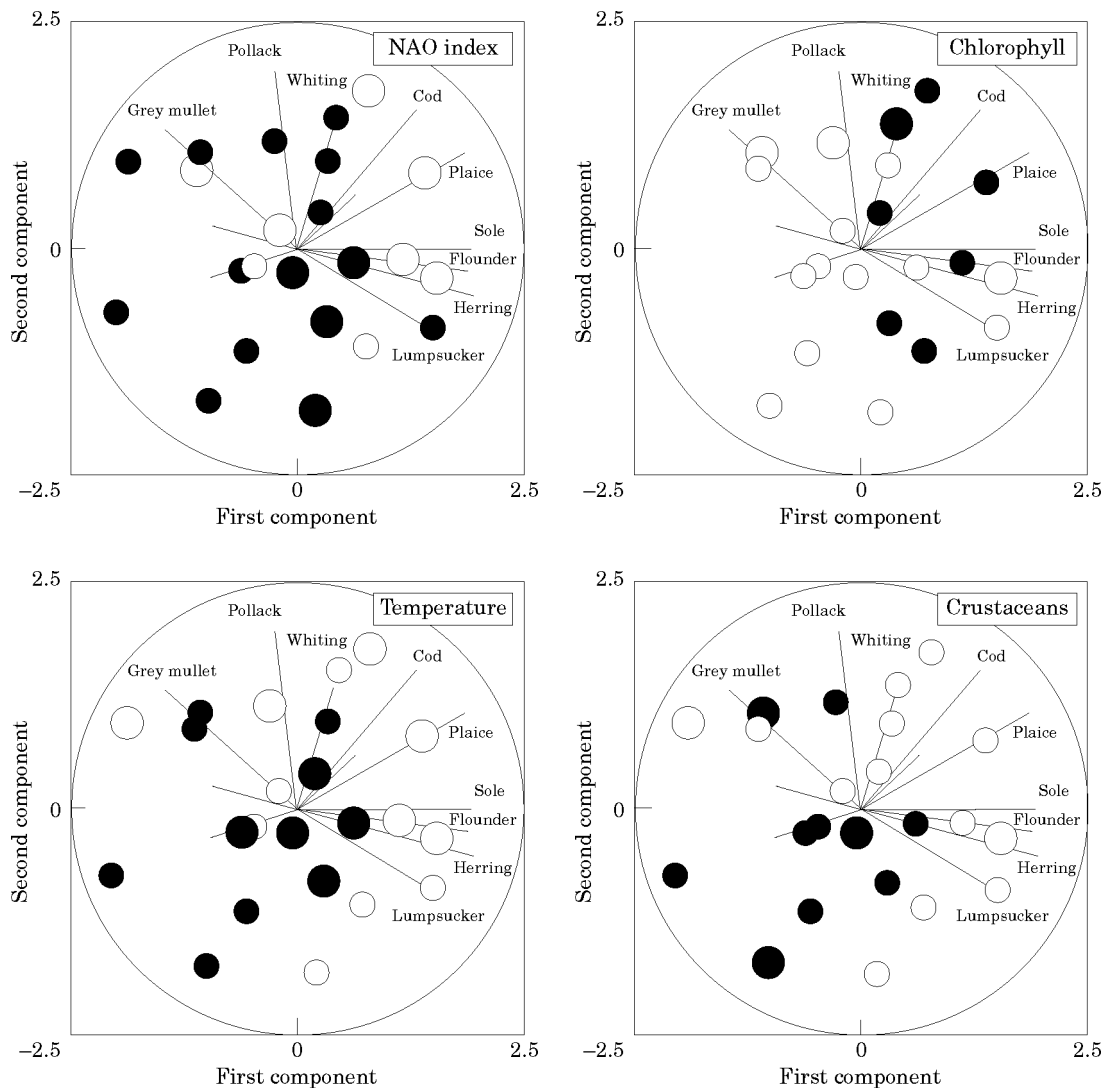 2.5
NAO index
Pollack
Whiting
Cod
Grey mullet
Plaice
Sole
Flounder
Herring
Lumpsucker
Second component
0
−2.5
0
2.5
First component
2.5
Chlorophyll
Pollack
Whiting
Cod
Grey mullet
Plaice
Sole
Flounder
Herring
Lumpsucker
Second component
0
−2.5
0
2.5
First component
2.5
Temperature
Pollack
Whiting
Cod
Grey mullet
Plaice
Sole
Flounder
Herring
Lumpsucker
Second component
0
−2.5
0
2.5
First component
2.5
Crustaceans
Pollack
Whiting
Cod
Grey mullet
Plaice
Sole
Flounder
Herring
Lumpsucker
Second component
0
−2.5
0
2.5
First component